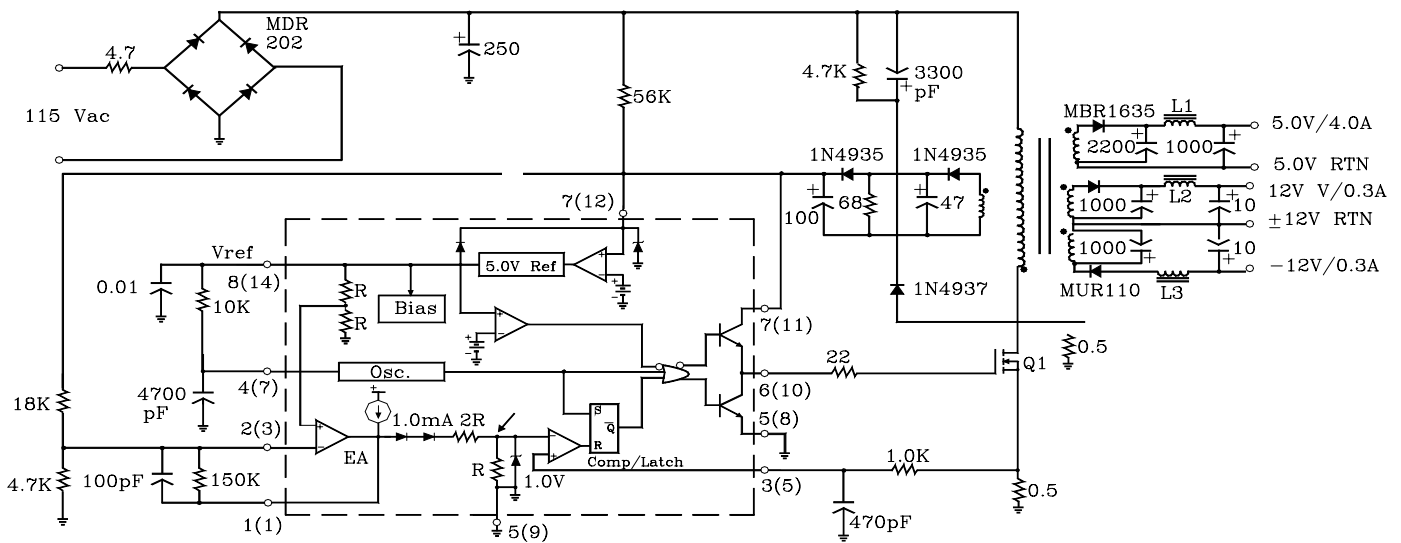 MDR
202
4.7
250
115 Vac
56K
4.7K
3300
pF
MBR1635
L1
5.0V/4.0A
2200
1000
5.0V RTN
1N4935
1N4935
12V V/0.3A
L2
1000
10
±12V RTN
100
68
47
1000
10
-12V/0.3A
MUR110
L3
7(12)
Vref
8(14)
5.0V Ref
0.01
10K
R
R
Bias
1N4937
7(11)
0.5
Q1
22
4(7)
Osc.
6(10)
4700
pF
18K
5(8)
2(3)
1.0mA
2R
S
Q
R
EA
Comp/Latch
4.7K
100pF
150K
R
1.0V
1.0K
3(5)
0.5
1(1)
5(9)
470pF